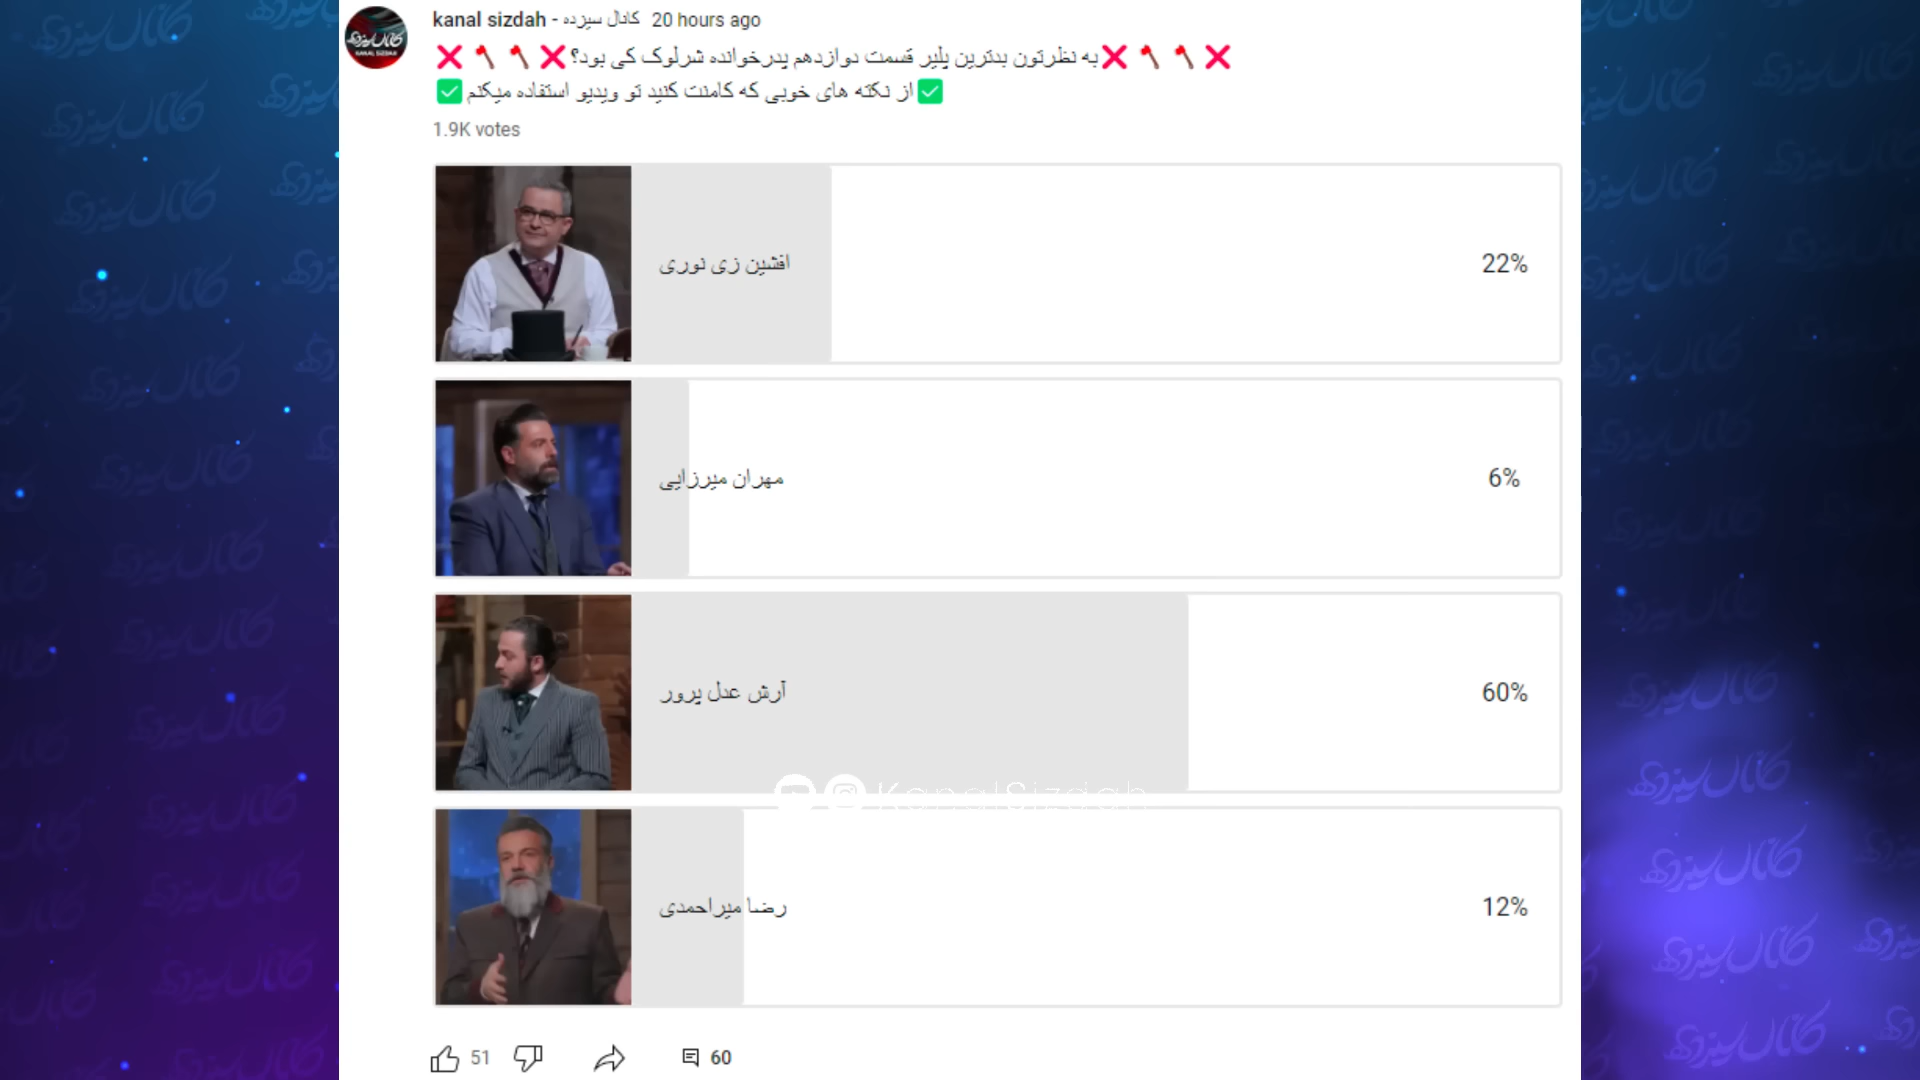 kanal sizdah - کانال سیزده 20 hours ago
❌🪓🪓❌به نظرتون بدترین پلیر قسمت دوازدهم پدرخوانده شرلوک کی بود؟❌🪓🪓❌
✅از نکته های خوبی که کامنت کنید تو ویدیو استفاده میکنم✅
1.9K votes
افشین زی نوری 22%
مهران میرزایی 6%
آرش عدل پرور 60%
KanalSizdah
رضا میراحمدی 12%
51 60